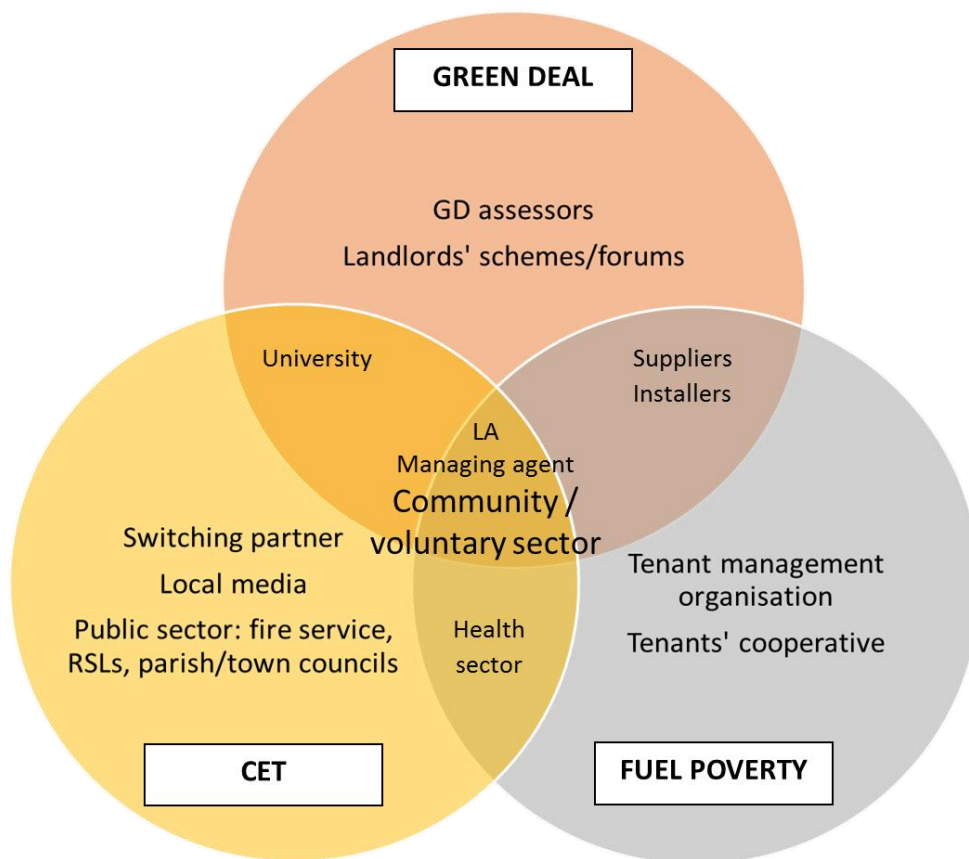 GREEN DEAL
GD assessors
Landlords' schemes/forums
University
Suppliers
Installers
LA
Managing agent
Community /
voluntary sector
Switching partner
Local media
Public sector: fire service,
RSLs, parish/town councils
Health
sector
Tenant management
organisation
Tenants' cooperative
CET
FUEL POVERTY